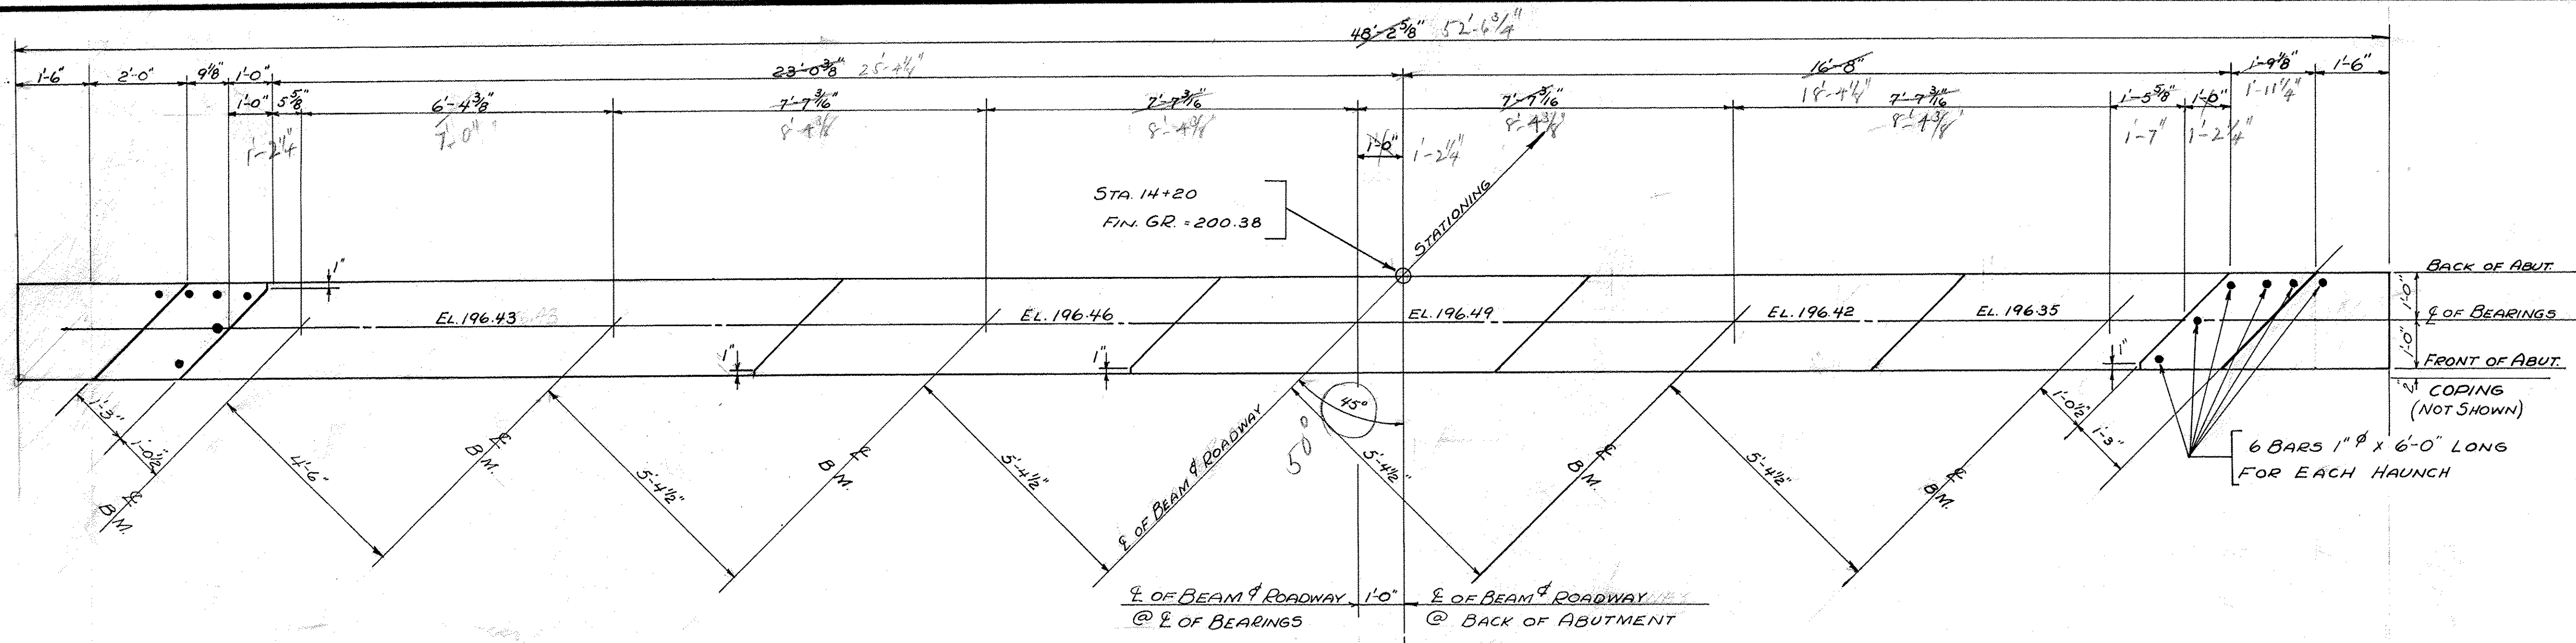 48'-2 5/8" 52'-6 3/4"
1'-6" 2'-0" 9 1/8" 1'-0" 23'-0 3/8" 25'-4 1/4" 16'-8" 1'-9 1/8" 1'-6"
18'-4 1/4" 1'-11 1/4"
1'-0" 5 5/8" 6'-4 3/8" 7'-7 3/16" 7'-7 3/16" 7'-7 3/16" 7'-7 3/16" 1'-5 5/8" 1'-0"
1'-2 1/4" 7'-0" 8'-4 3/8" 8'-4 3/8" 8'-4 3/8" 8'-4 3/8" 1'-7" 1'-2 1/4"
1'-0" 1'-2 1/4"
STA. 14+20
FIN. GR. = 200.38
STATIONING
1"
BACK OF ABUT.
EL. 196.43 EL. 196.46 EL. 196.49 EL. 196.42 EL. 196.35
℄ OF BEARINGS
1'-0"
1'-0"
1" 1" 1"
FRONT OF ABUT.
2"
COPING
(NOT SHOWN)
1'-3"
1'-0 1/2"
℄ BM.
4'-6"
℄ BM.
5'-4 1/2"
℄ BM.
5'-4 1/2"
℄ OF BEAM & ROADWAY
45°
50°
5'-4 1/2"
℄ BM.
5'-4 1/2"
℄ BM.
1'-0 1/2"
1'-3"
6 BARS 1" φ x 6'-0" LONG
FOR EACH HAUNCH
℄ OF BEAM & ROADWAY
@ ℄ OF BEARINGS
1'-0"
℄ OF BEAM & ROADWAY
@ BACK OF ABUTMENT